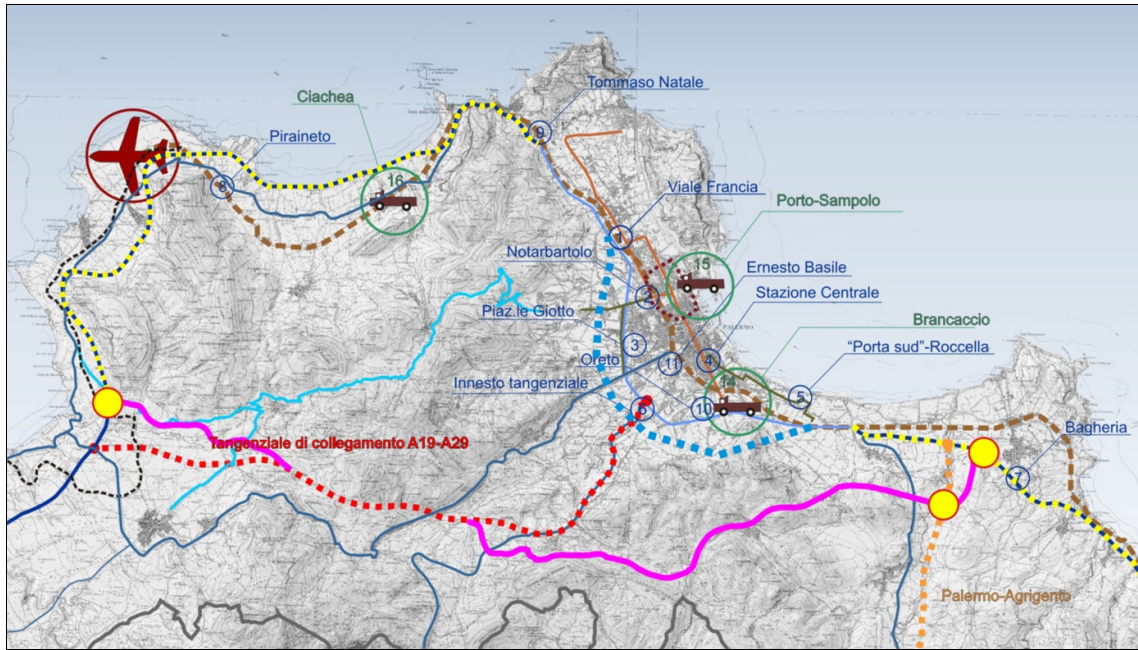 Tommaso Natale
Ciachea
9
Piraineto
16
8
Viale Francia
Porto-Sampolo
1
Notarbartolo
15
Ernesto Basile
2
Stazione Centrale
Piaz.le Giotto
Brancaccio
PALERMO
3
"Porta sud"-Roccella
Oreto
11
4
Innesto tangenziale
14
5
6
10
Bagheria
Tangenziale di collegamento A19-A29
7
Palermo-Agrigento